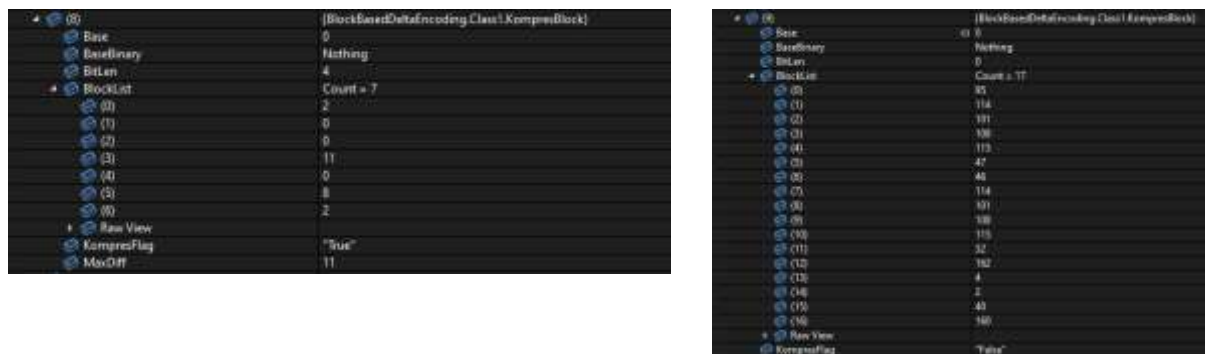 (8) {BlockBasedDeltaEncoding.Class1.KompresBlock}
Base 0
BaseBinary Nothing
BitLen 4
BlockList Count = 7
(0) 2
(1) 0
(2) 0
(3) 11
(4) 0
(5) 8
(6) 2
Raw View
KompresFlag "True"
MaxDiff 11
(9) {BlockBasedDeltaEncoding.Class1.KompresBlock}
Base 0
BaseBinary Nothing
BitLen 0
BlockList Count = 17
(0) 85
(1) 114
(2) 101
(3) 100
(4) 115
(5) 47
(6) 46
(7) 114
(8) 101
(9) 100
(10) 115
(11) 52
(12) 162
(13) 4
(14) 2
(15) 40
(16) 160
Raw View
KompresFlag "False"